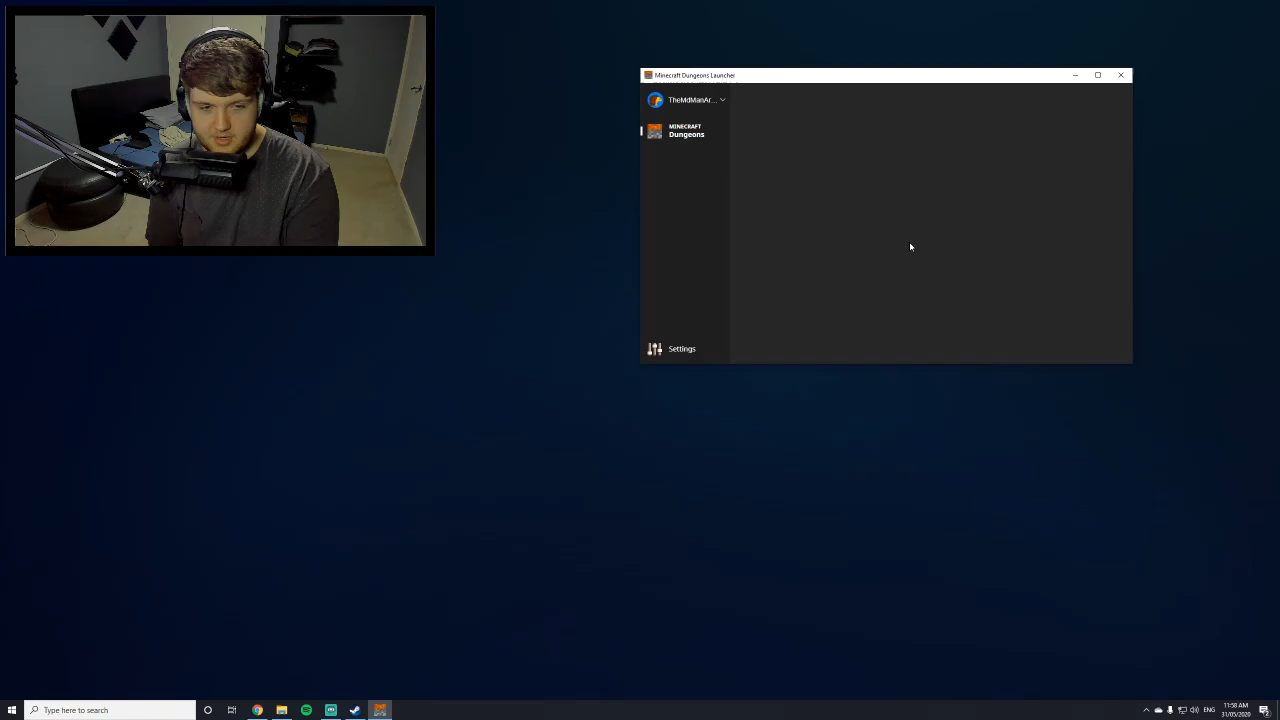 Minecraft Dungeons Launcher
TheMdManAr...
MINECRAFT
Dungeons
Settings
Type here to search
ENG
11:58 AM
31/05/2020